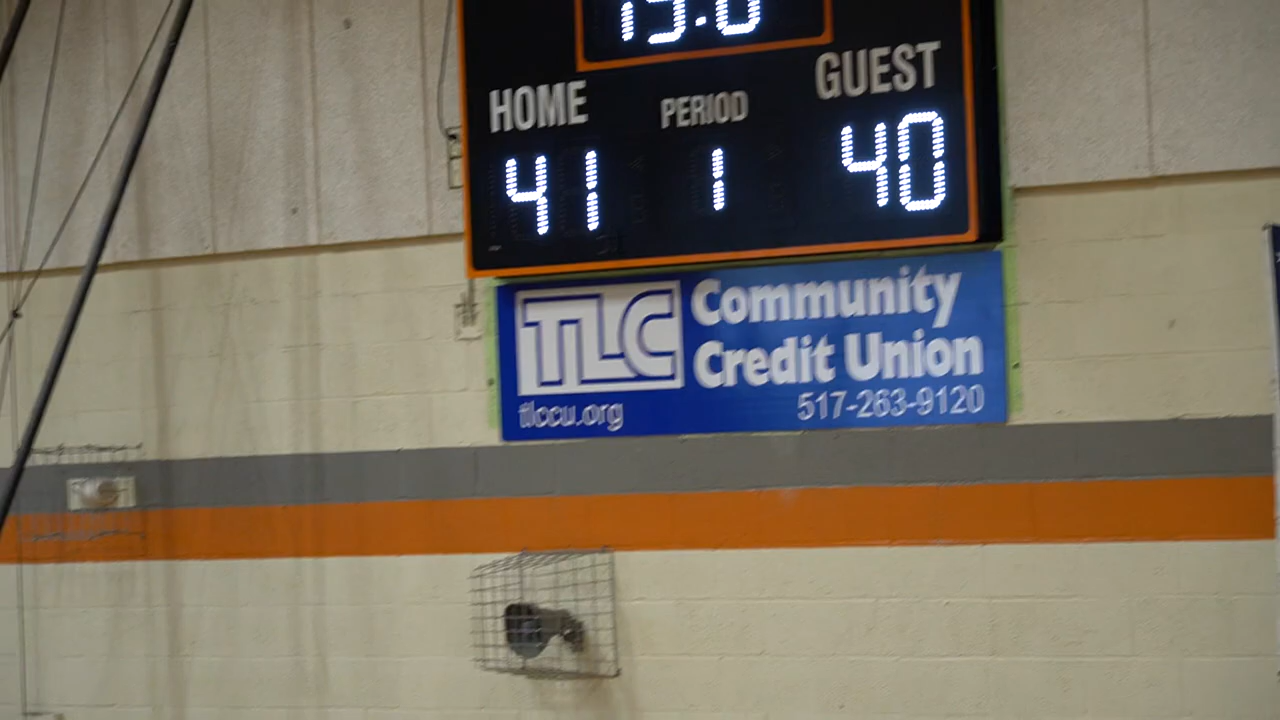 HOME PERIOD GUEST
41 1 40
TLC Community
Credit Union
tlccu.org 517-263-9120